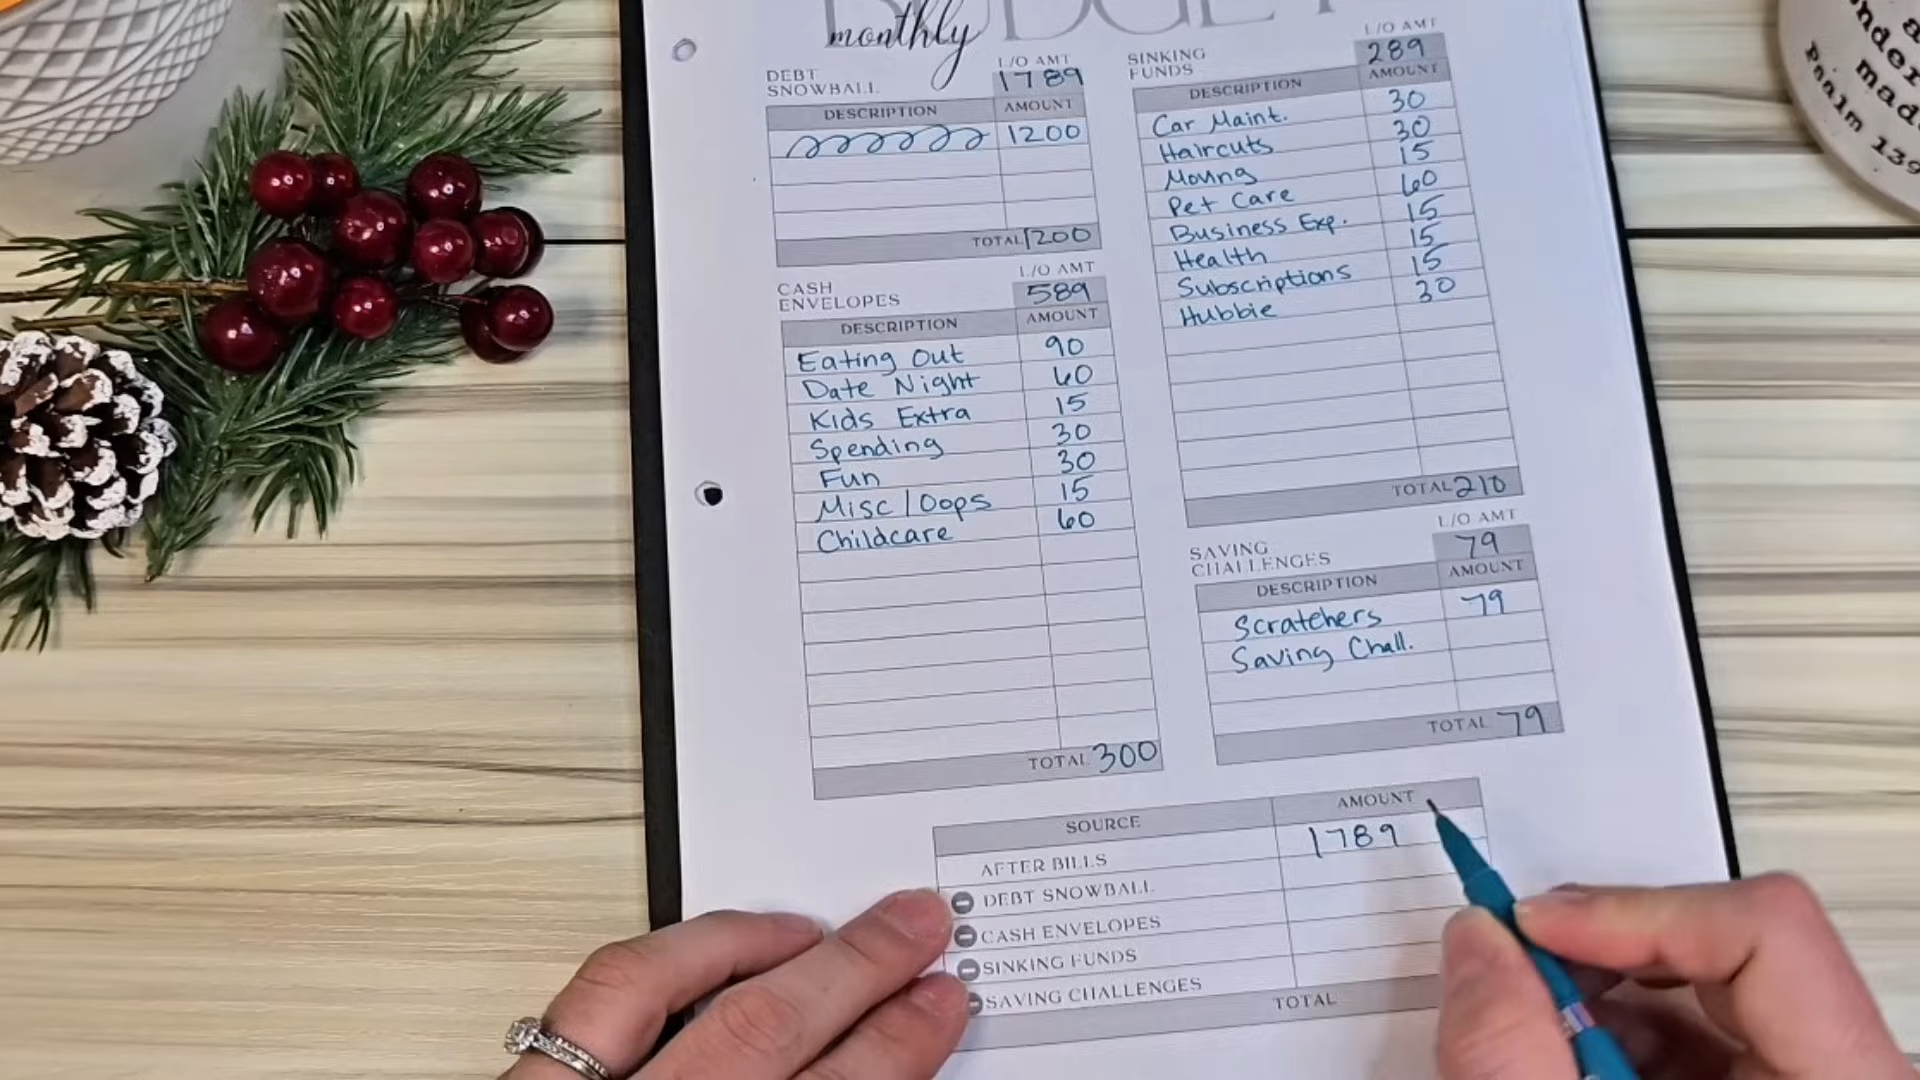 BUDGET
monthly
DEBT SNOWBALL
L/O AMT
1789
DESCRIPTION AMOUNT
1200
TOTAL 1200
CASH ENVELOPES
L/O AMT
589
DESCRIPTION AMOUNT
Eating Out 90
Date Night 60
Kids Extra 15
Spending 30
Fun 30
Misc/Oops 15
Childcare 60
TOTAL 300
SINKING FUNDS
L/O AMT
289
DESCRIPTION AMOUNT
Car Maint. 30
Haircuts 30
Moving 15
Pet Care 60
Business Exp. 15
Health 15
Subscriptions 15
Hubbie 30
TOTAL 210
SAVING CHALLENGES
L/O AMT
79
DESCRIPTION AMOUNT
Scratchers 79
Saving Chall.
TOTAL 79
SOURCE AMOUNT
AFTER BILLS 1789
DEBT SNOWBALL
CASH ENVELOPES
SINKING FUNDS
SAVING CHALLENGES
TOTAL
mad
Psalm 139